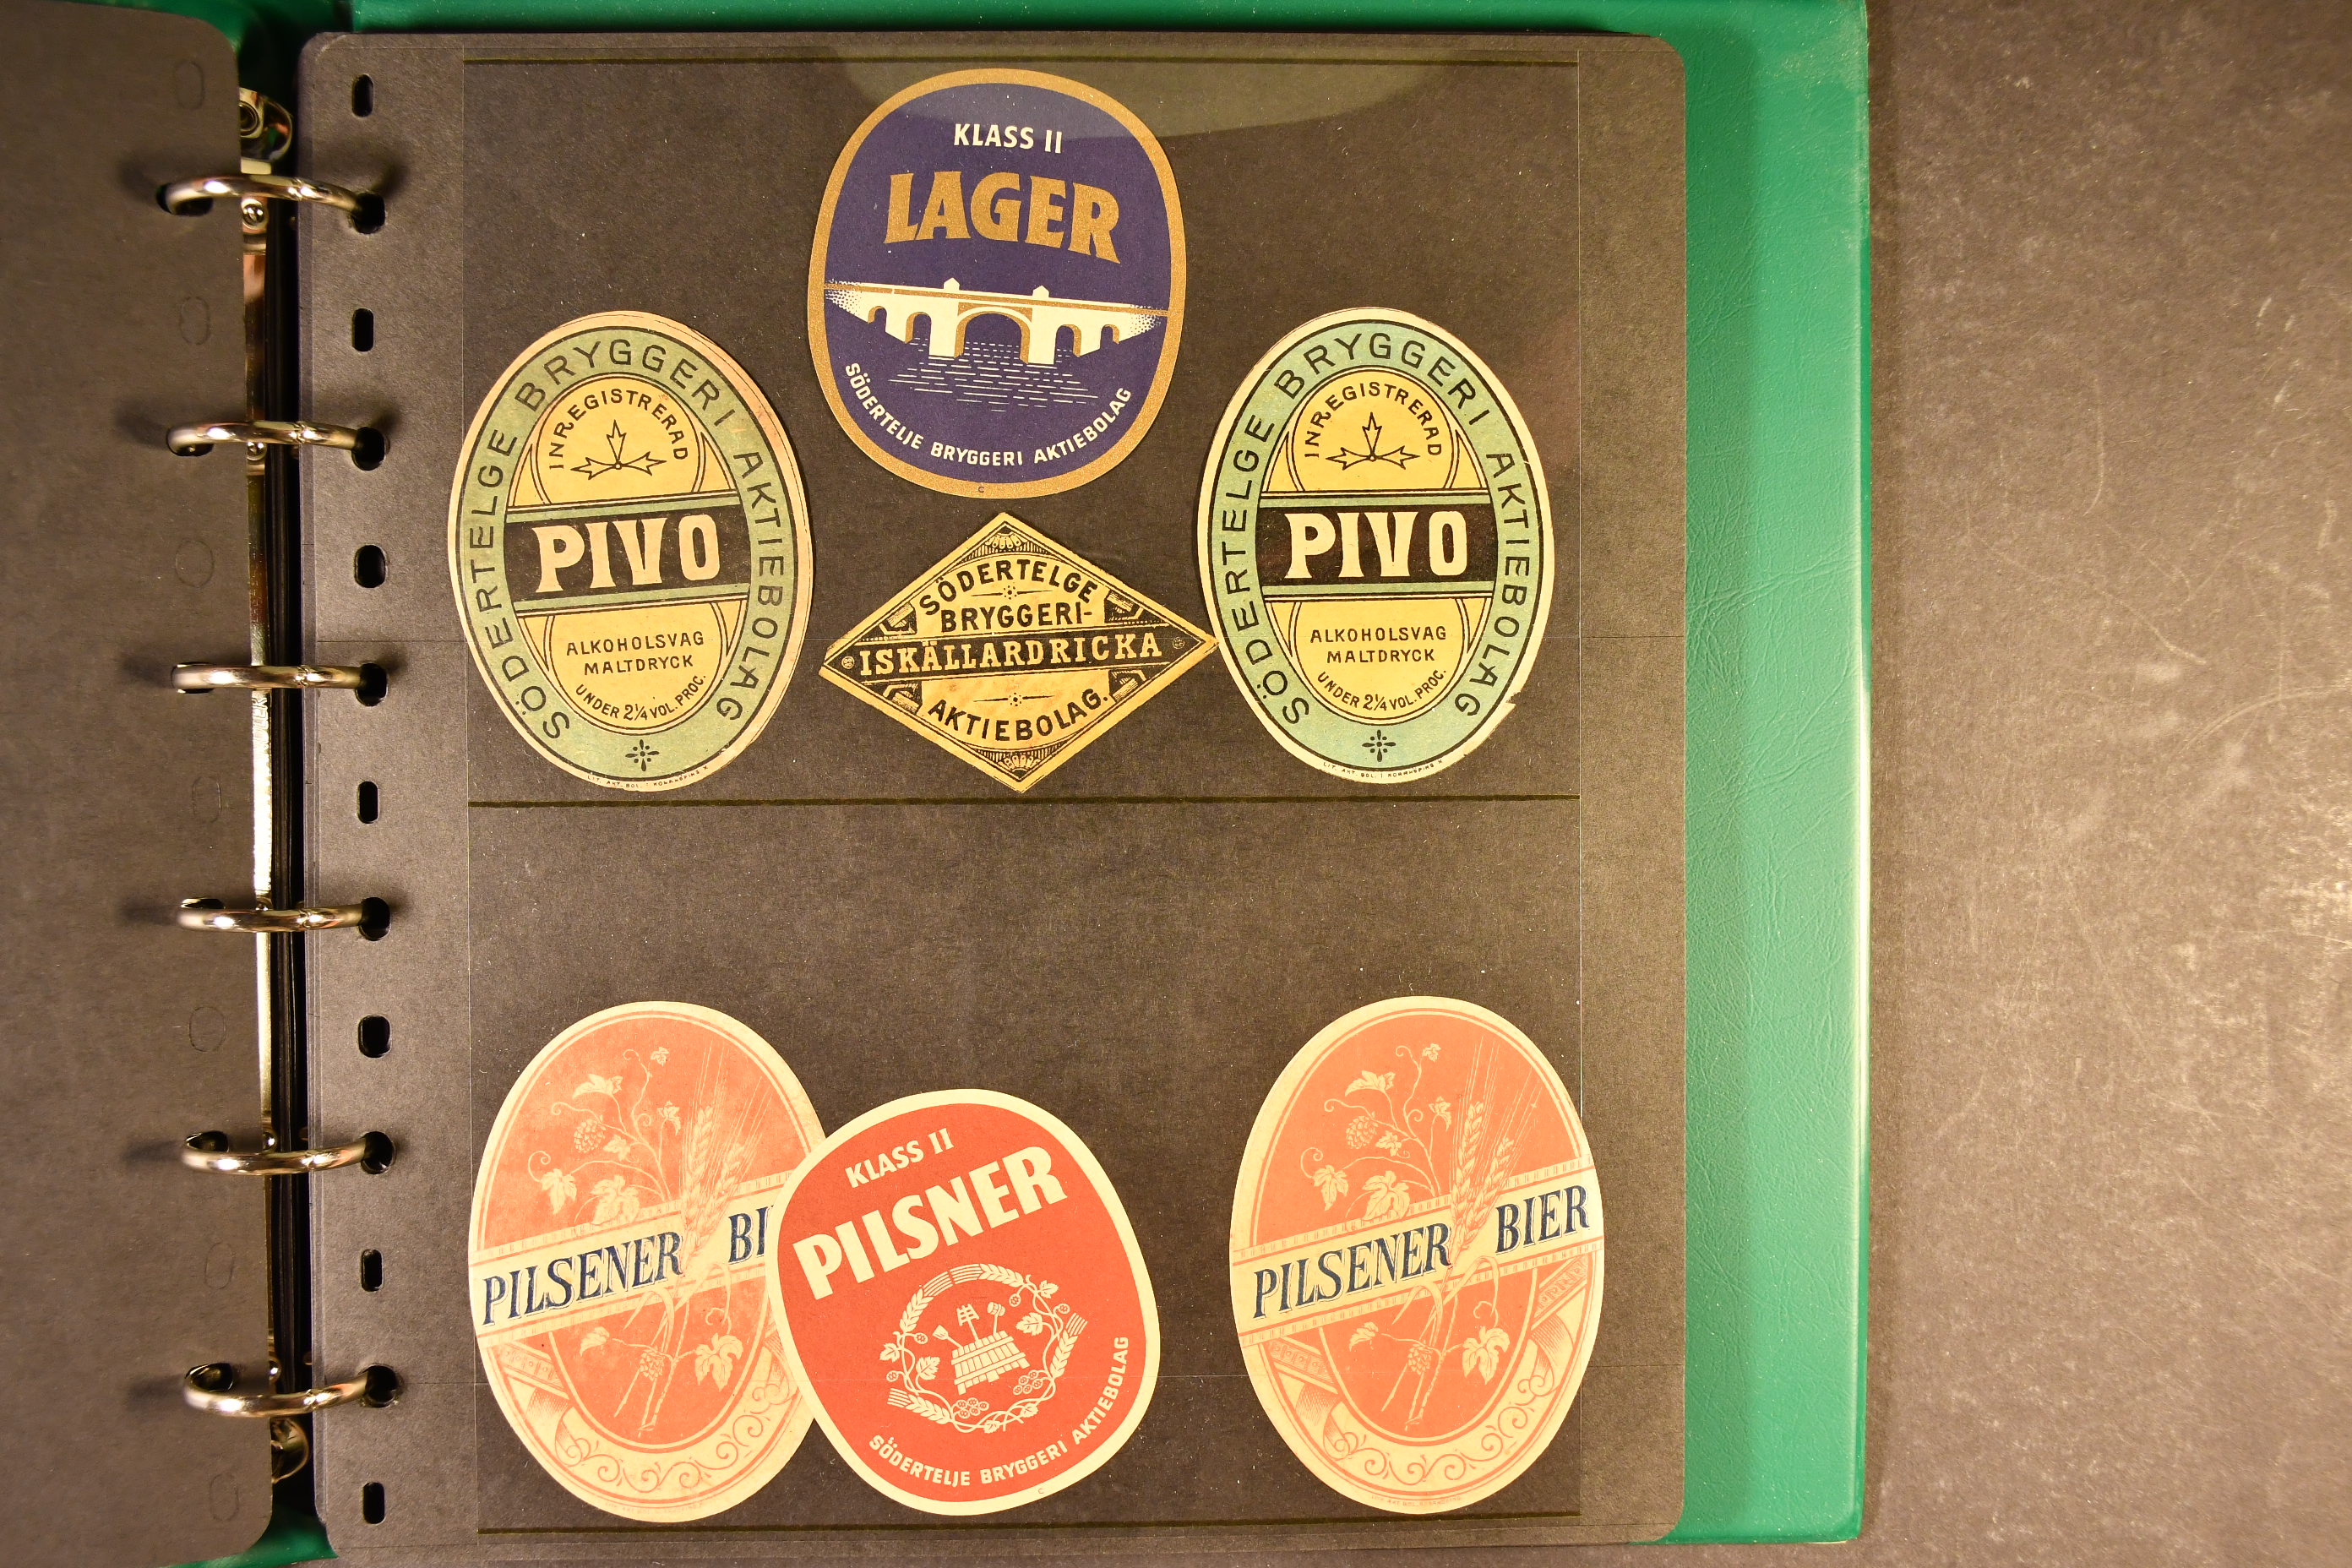 KLASS II
LAGER
SÖDERTELJE BRYGGERI AKTIEBOLAG
C
SÖDERTELGE BRYGGERI AKTIEBOLAG
INREGISTRERAD
PIVO
ALKOHOLSVAG
MALTDRYCK
UNDER 2¼ VOL. PROC.
SÖDERTELGE
BRYGGERI-
ISKÄLLARDRICKA
AKTIEBOLAG.
SÖDERTELGE BRYGGERI AKTIEBOLAG
INREGISTRERAD
PIVO
ALKOHOLSVAG
MALTDRYCK
UNDER 2¼ VOL. PROC.
PILSENER BI
KLASS II
PILSNER
SÖDERTELJE BRYGGERI AKTIEBOLAG
C
PILSENER BIER